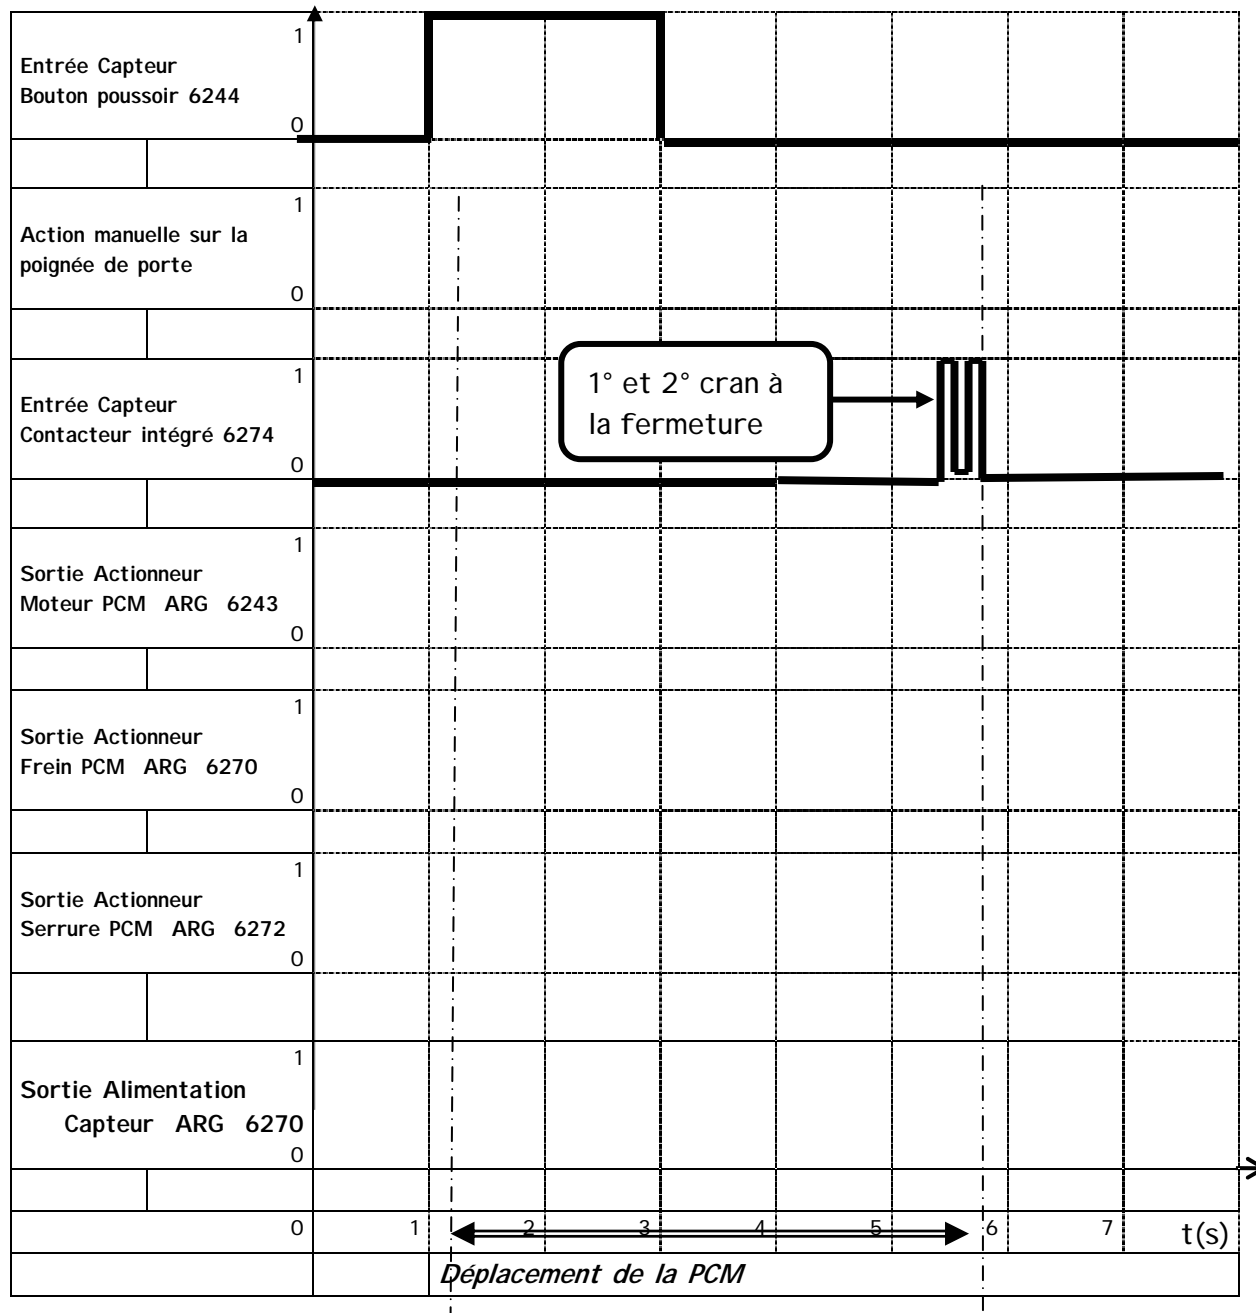 1
Entrée Capteur
Bouton poussoir 6244
0
1
Action manuelle sur la
poignée de porte
0
1
Entrée Capteur
Contacteur intégré 6274
0
1° et 2° cran à
la fermeture
1
Sortie Actionneur
Moteur PCM ARG 6243
0
1
Sortie Actionneur
Frein PCM ARG 6270
0
1
Sortie Actionneur
Serrure PCM ARG 6272
0
1
Sortie Alimentation
Capteur ARG 6270
0
0 1 2 3 4 5 6 7 t(s)
Déplacement de la PCM